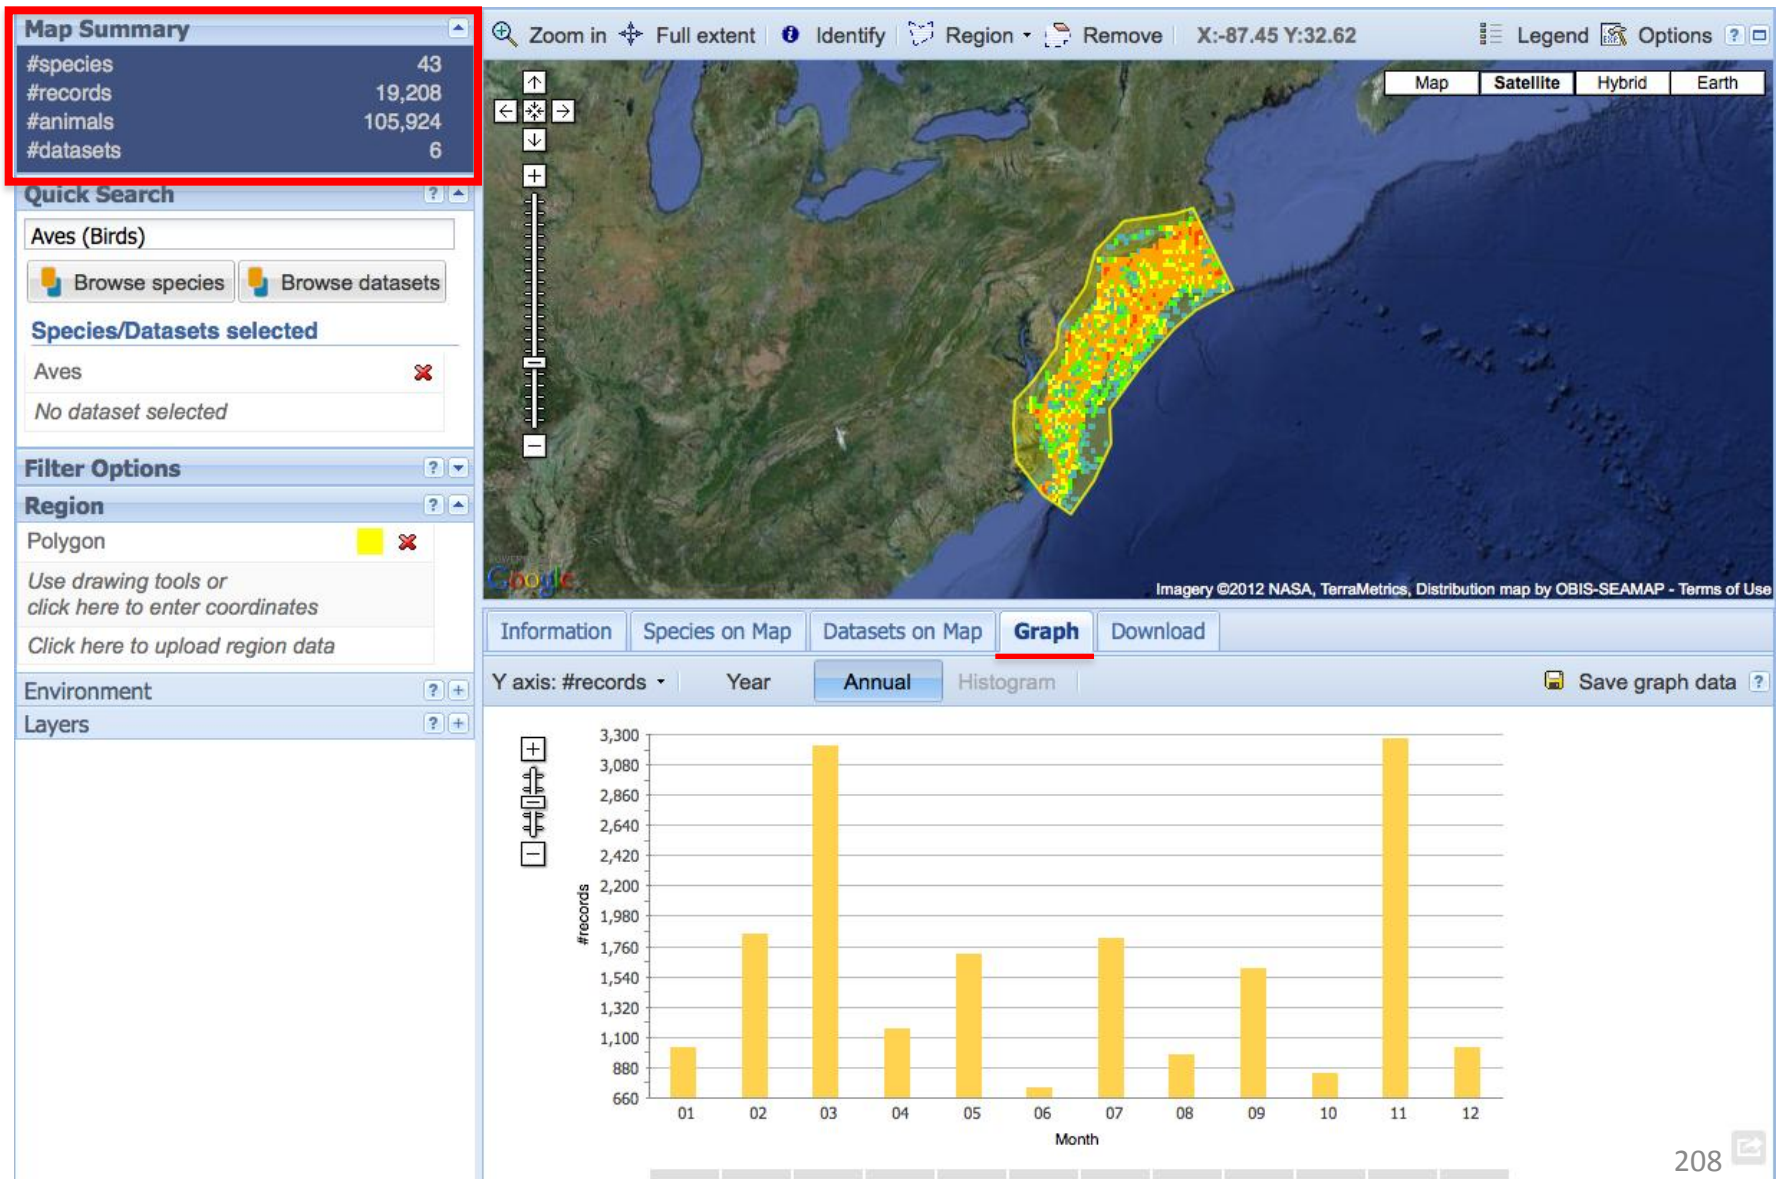 Map Summary
#species 43
#records 19,208
#animals 105,924
#datasets 6
Quick Search ?
Aves (Birds)
Browse species Browse datasets
Species/Datasets selected
Aves
No dataset selected
Filter Options ?
Region ?
Polygon
Use drawing tools or
click here to enter coordinates
Click here to upload region data
Environment ? +
Layers ? +
Zoom in Full extent Identify Region Remove X:-87.45 Y:32.62 Legend Options ?
Map Satellite Hybrid Earth
Google
Imagery ©2012 NASA, TerraMetrics, Distribution map by OBIS-SEAMAP - Terms of Use
Information Species on Map Datasets on Map Graph Download
Y axis: #records Year Annual Histogram Save graph data ?
3,300
3,080
2,860
2,640
2,420
2,200
1,980
1,760
1,540
1,320
1,100
880
660
#records
01 02 03 04 05 06 07 08 09 10 11 12
Month
208